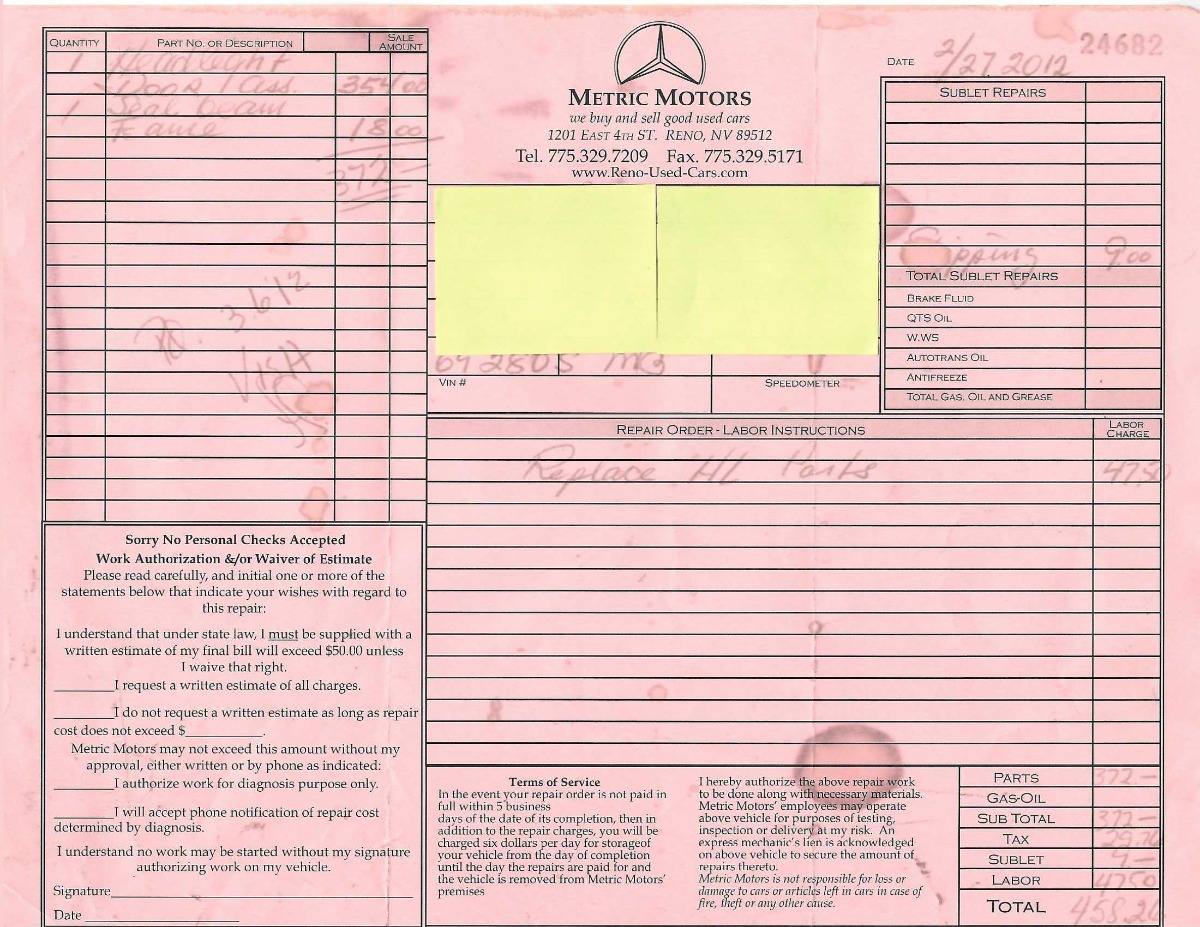 QUANTITY PART NO. OR DESCRIPTION SALE AMOUNT
1 Headlight
Door / Ass. 354 00
1 Seal beam
Frame 18 00
372 —
3.6.12
VISA
METRIC MOTORS
we buy and sell good used cars
1201 EAST 4TH ST. RENO, NV 89512
Tel. 775.329.7209 Fax. 775.329.5171
www.Reno-Used-Cars.com
69 280S
VIN # SPEEDOMETER
24682
DATE 2/27 2012
SUBLET REPAIRS
Shipping 9.00
TOTAL SUBLET REPAIRS
BRAKE FLUID
QTS OIL
W.WS
AUTOTRANS OIL
ANTIFREEZE
TOTAL GAS, OIL AND GREASE
REPAIR ORDER - LABOR INSTRUCTIONS LABOR CHARGE
Replace HL Parts 47.50
Sorry No Personal Checks Accepted
Work Authorization &/or Waiver of Estimate
Please read carefully, and initial one or more of the
statements below that indicate your wishes with regard to
this repair:
I understand that under state law, I must be supplied with a
written estimate of my final bill will exceed $50.00 unless
I waive that right.
________I request a written estimate of all charges.
________I do not request a written estimate as long as repair
cost does not exceed $__________.
Metric Motors may not exceed this amount without my
approval, either written or by phone as indicated:
________I authorize work for diagnosis purpose only.
________I will accept phone notification of repair cost
determined by diagnosis.
I understand no work may be started without my signature
authorizing work on my vehicle.
Signature
Date
Terms of Service
In the event your repair order is not paid in
full within 5 business
days of the date of its completion, then in
addition to the repair charges, you will be
charged six dollars per day for storageof
your vehicle from the day of completion
until the day the repairs are paid for and
the vehicle is removed from Metric Motors'
premises
I hereby authorize the above repair work
to be done along with necessary materials.
Metric Motors' employees may operate
above vehicle for purposes of testing,
inspection or delivery at my risk. An
express mechanic's lien is acknowledged
on above vehicle to secure the amount of
repairs thereto.
Metric Motors is not responsible for loss or
damage to cars or articles left in cars in case of
fire, theft or any other cause.
PARTS 372.—
GAS-OIL
SUB TOTAL 372.—
TAX 29.76
SUBLET 9—
LABOR 47.50
TOTAL 458.26